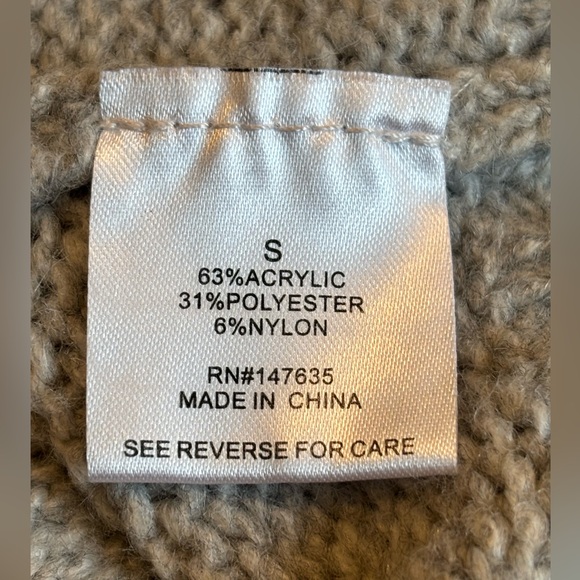 S
63%ACRYLIC
31%POLYESTER
6%NYLON
RN#147635
MADE IN CHINA
SEE REVERSE FOR CARE